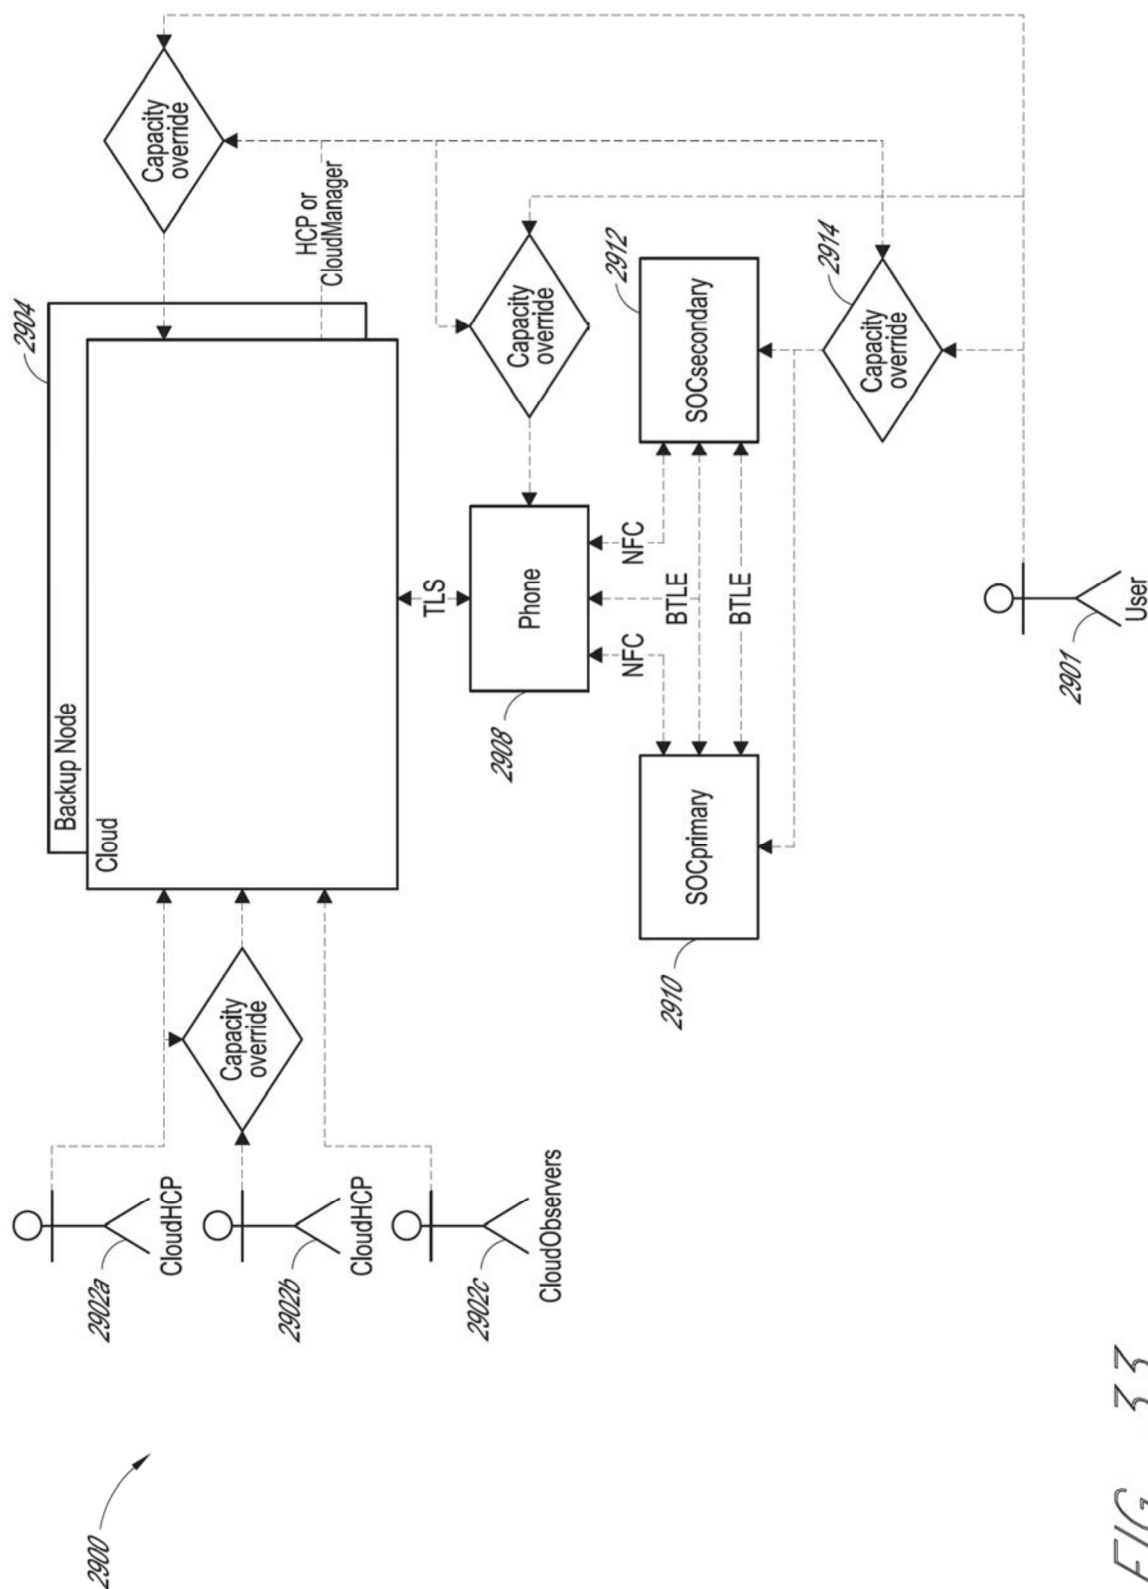 2900
2902a
CloudHCP
2902b
CloudHCP
2902c
CloudObservers
Capacity
override
2904
Backup Node
Cloud
Capacity
override
HCP or
CloudManager
TLS
2908
Phone
Capacity
override
NFC
BTLE
NFC
BTLE
2910
SOCprimary
2912
SOCsecondary
2914
Capacity
override
2901
User
FIG. 33